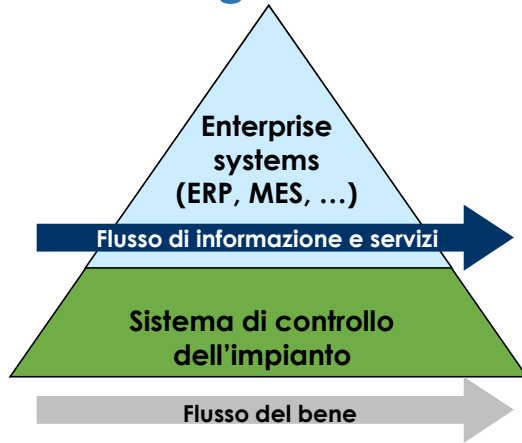 Enterprise
systems
(ERP, MES, ...)
Flusso di informazione e servizi
Sistema di controllo
dell'impianto
Flusso del bene